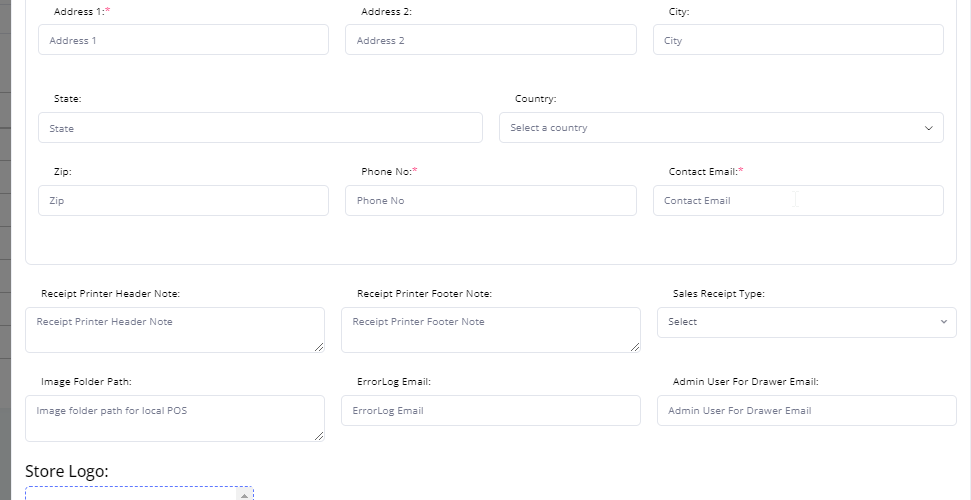 Address 1:* Address 2: City:
Address 1 Address 2 City
State: Country:
State Select a country
Zip: Phone No:* Contact Email:*
Zip Phone No Contact Email
Receipt Printer Header Note: Receipt Printer Footer Note: Sales Receipt Type:
Receipt Printer Header Note Receipt Printer Footer Note Select
Image Folder Path: ErrorLog Email: Admin User For Drawer Email:
Image folder path for local POS ErrorLog Email Admin User For Drawer Email
Store Logo: